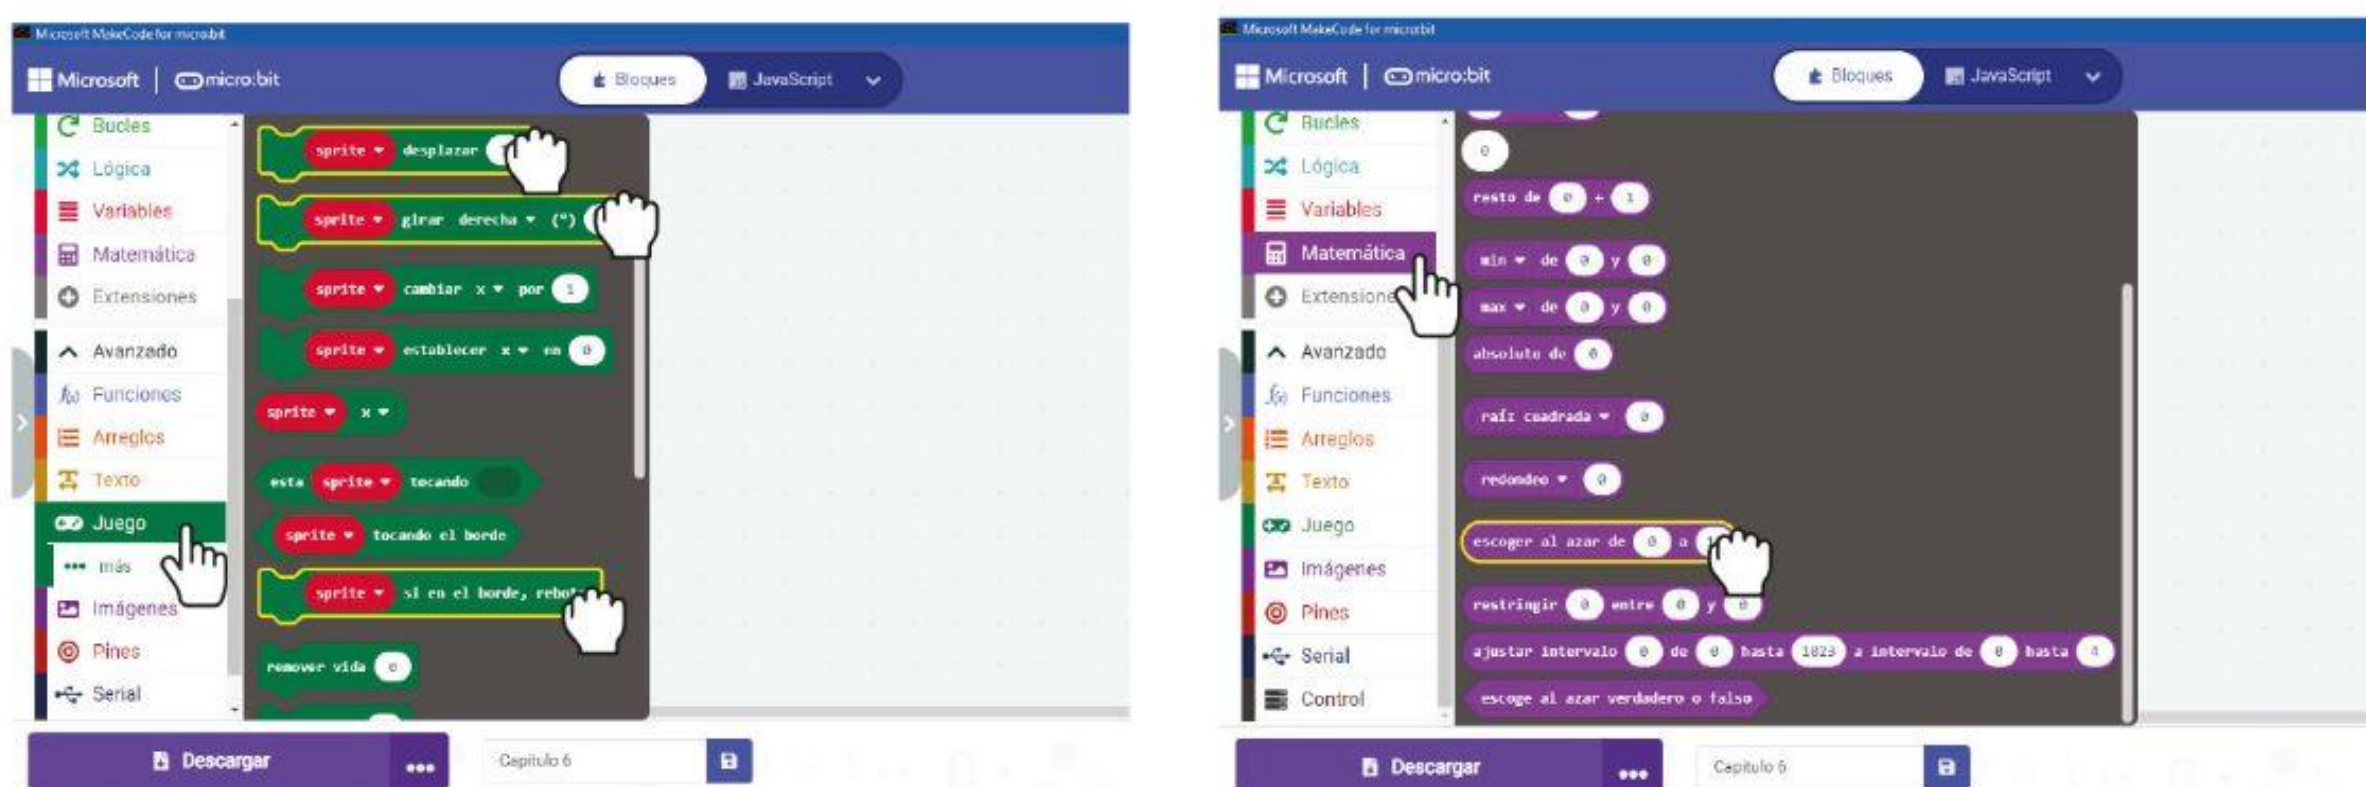 Microsoft MakeCode for micro:bit
Microsoft | micro:bit
Bloques
JavaScript
Bucles
Lógica
Variables
Matemática
Extensiones
Avanzado
Funciones
Arreglos
Texto
Juego
más
Imágenes
Pines
Serial
sprite desplazar
sprite girar derecha (°)
sprite cambiar x por 1
sprite establecer x en 0
sprite x
esta sprite tocando
sprite tocando el borde
sprite si en el borde, rebot
remover vida 0
Descargar
Capitulo 6
Microsoft MakeCode for micro:bit
Microsoft | micro:bit
Bloques
JavaScript
Bucles
Lógica
Variables
Matemática
Extensione
Avanzado
Funciones
Arreglos
Texto
Juego
Imágenes
Pines
Serial
Control
0
resto de 0 + 1
min de 0 y 0
max de 0 y 0
absoluto de 0
raíz cuadrada 0
redondeo 0
escoger al azar de 0 a 1
restringir 0 entre 0 y 0
ajustar intervalo 0 de 0 hasta 1023 a intervalo de 0 hasta 4
escoge al azar verdadero o falso
Descargar
Capitulo 6